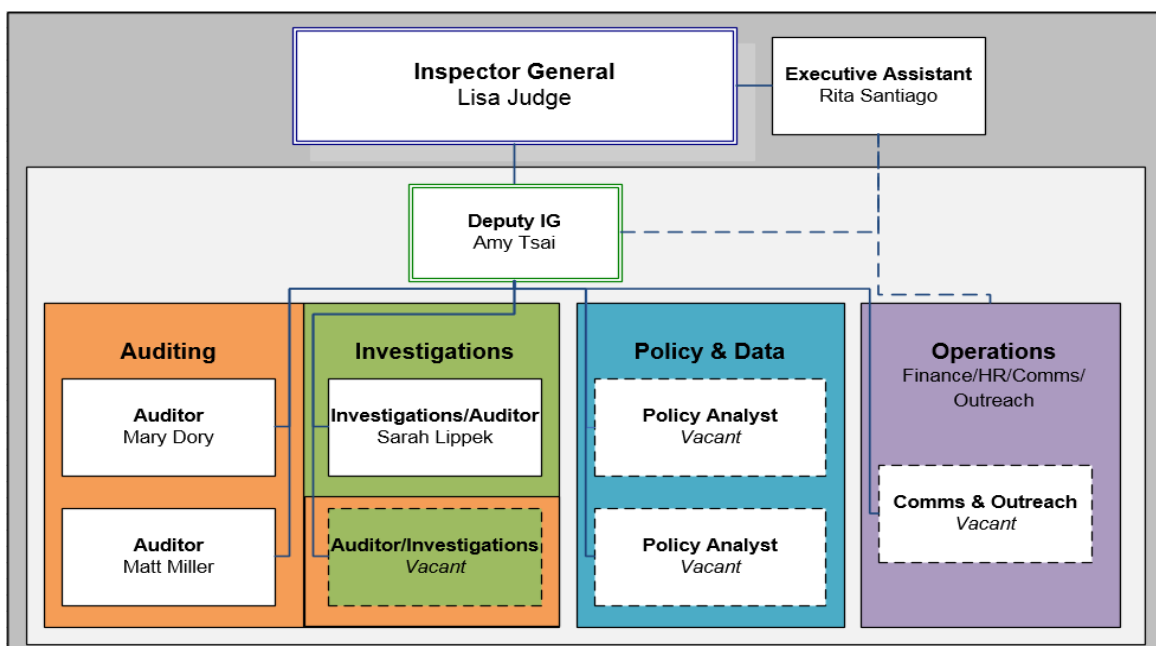 Inspector General
Lisa Judge
Executive Assistant
Rita Santiago
Deputy IG
Amy Tsai
Auditing
Auditor
Mary Dory
Auditor
Matt Miller
Investigations
Investigations/Auditor
Sarah Lippek
Auditor/Investigations
Vacant
Policy & Data
Policy Analyst
Vacant
Policy Analyst
Vacant
Operations
Finance/HR/Comms/
Outreach
Comms & Outreach
Vacant